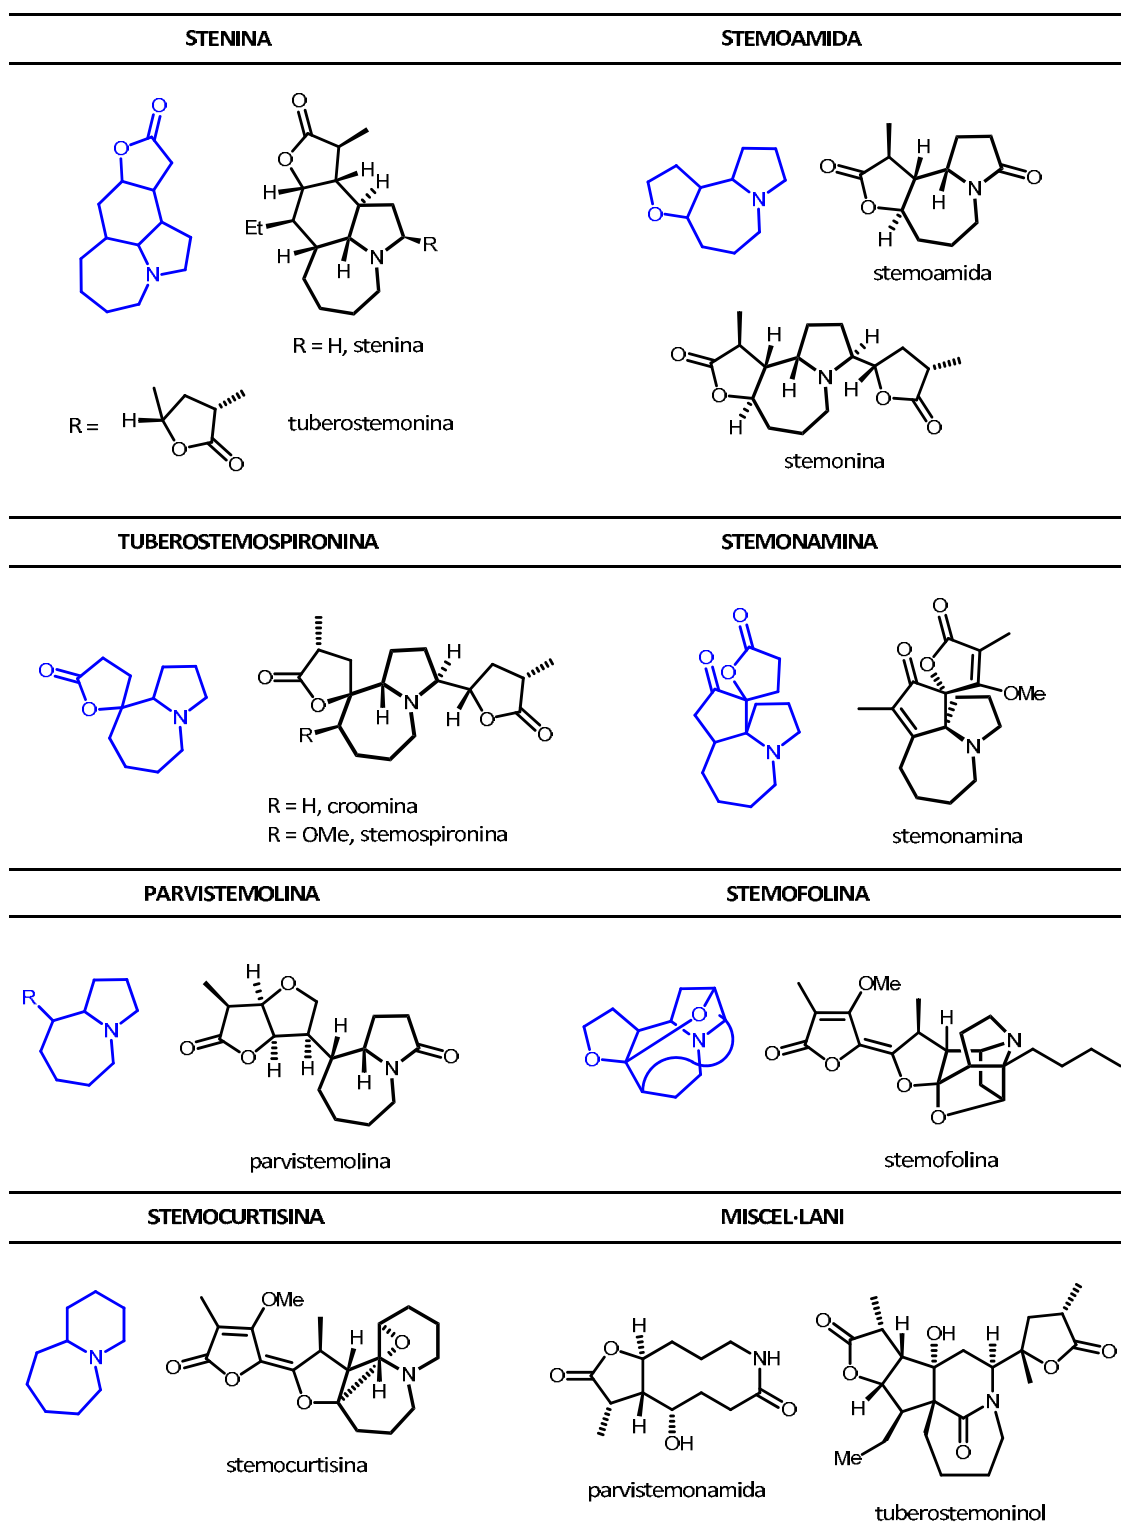 STENINA
STEMOAMIDA
O
O
N
O
O
H
H
H
Et
H
H
N
R
R = H, stenina
R =
H
O
O
tuberostemonina
O
N
O
O
H
H
H
N
O
stemoamida
O
O
H
H
H
N
H
H
O
O
stemonina
TUBEROSTEMOSPIRONINA
STEMONAMINA
O
O
N
O
O
R
H
N
H
H
O
O
R = H, croomina
R = OMe, stemospironina
O
O
O
N
O
O
O
OMe
N
stemonamina
PARVISTEMOLINA
STEMOFOLINA
R
N
H
O
O
O
H
H
H
H
N
O
parvistemolina
O
O
N
O
O
OMe
O
H
O
N
stemofolina
STEMOCURTISINA
MISCEL·LANI
N
O
O
OMe
O
H
H
O
N
stemocurtisina
H
O
O
H
OH
NH
O
parvistemonamida
O
O
H
H
OH
H
N
O
O
O
Me
tuberostemoninol